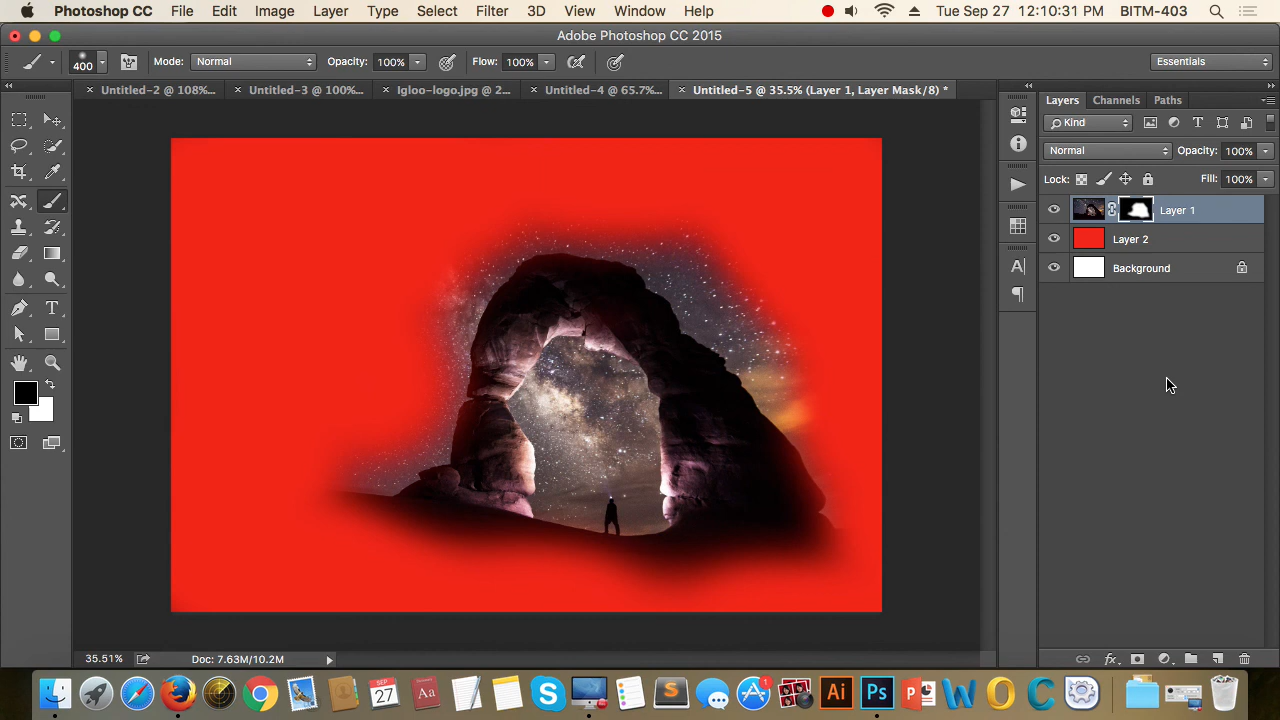 Photoshop CC File Edit Image Layer Type Select Filter 3D View Window Help Tue Sep 27 12:10:31 PM BITM-403
Adobe Photoshop CC 2015
400 Mode: Normal Opacity: 100% Flow: 100% Essentials
Untitled-2 @ 108%... Untitled-3 @ 100%... Igloo-logo.jpg @ 2... Untitled-4 @ 65.7%... Untitled-5 @ 35.5% (Layer 1, Layer Mask/8) *
Layers Channels Paths
Kind
Normal Opacity: 100%
Lock: Fill: 100%
Layer 1
Layer 2
Background
35.51% Doc: 7.63M/10.2M